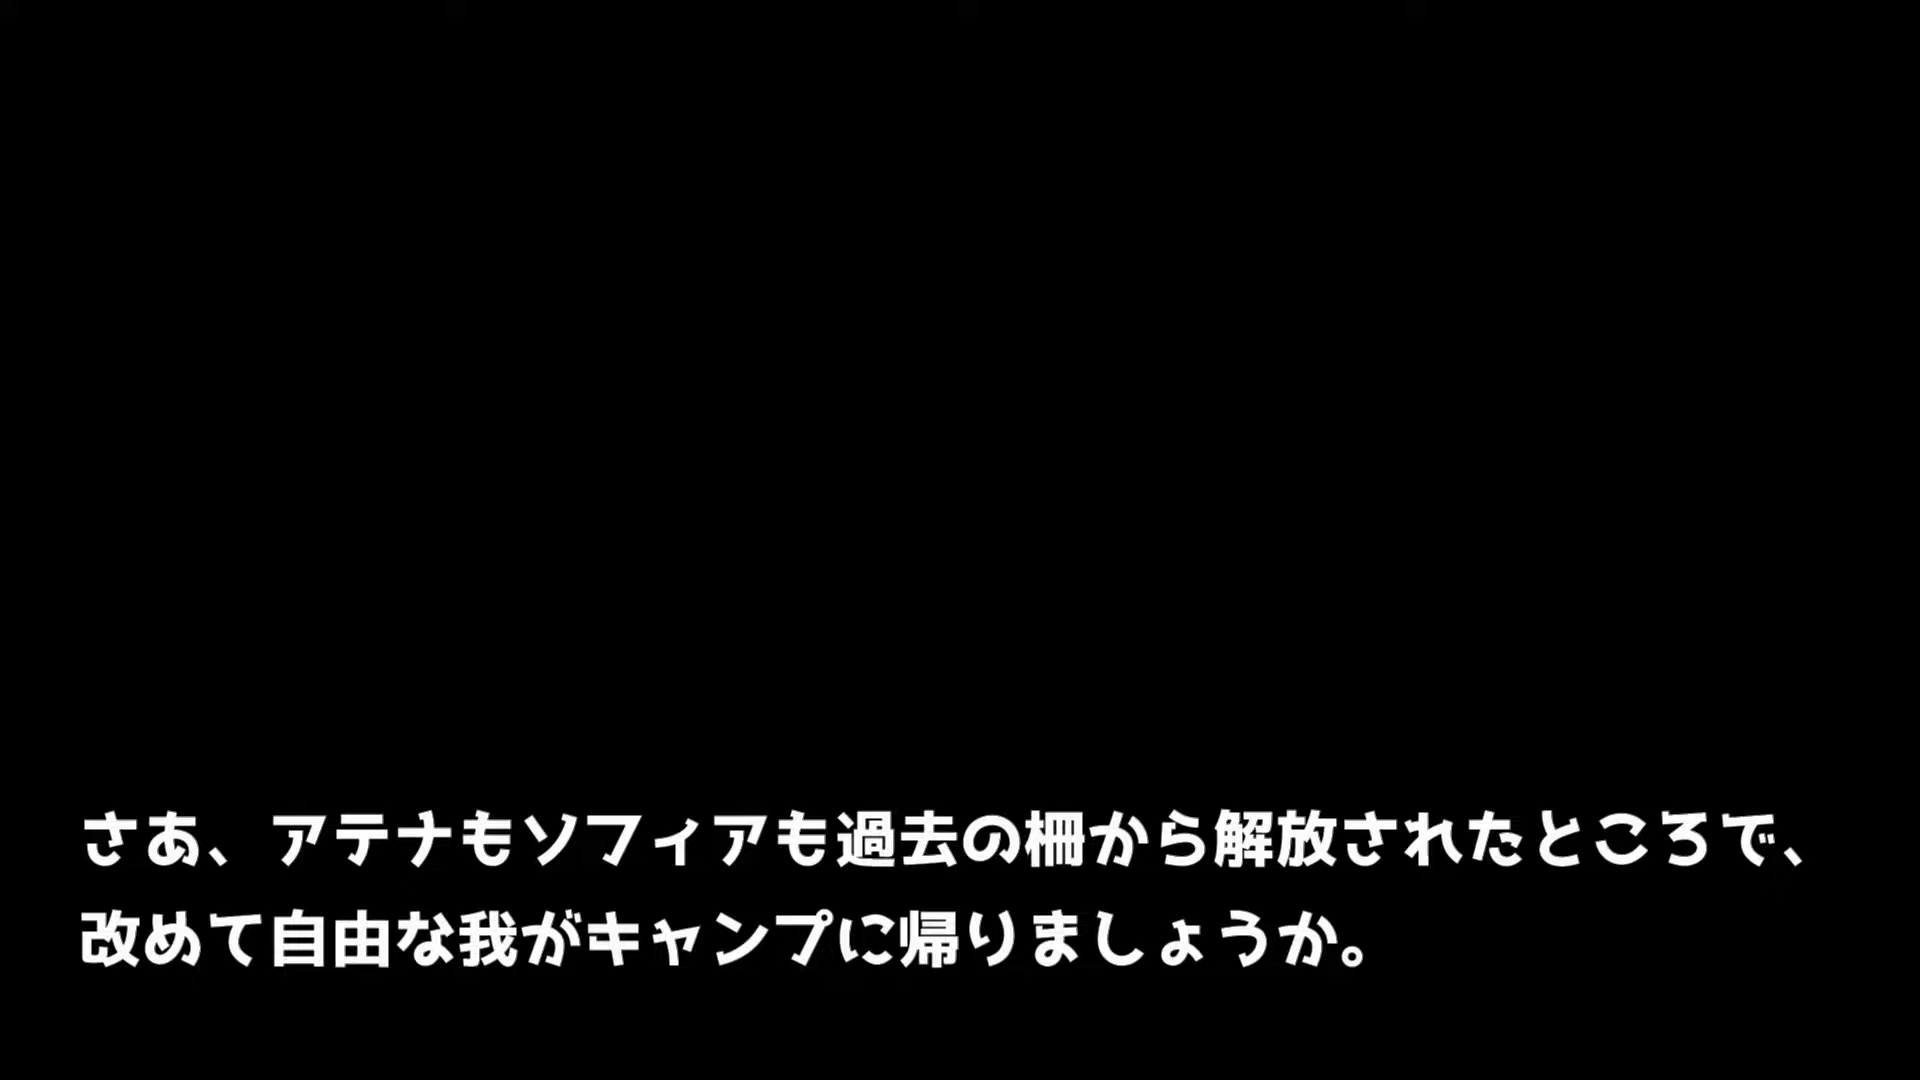 さあ、アテナもソフィアも過去の柵から解放されたところで、
改めて自由な我がキャンプに帰りましょうか。